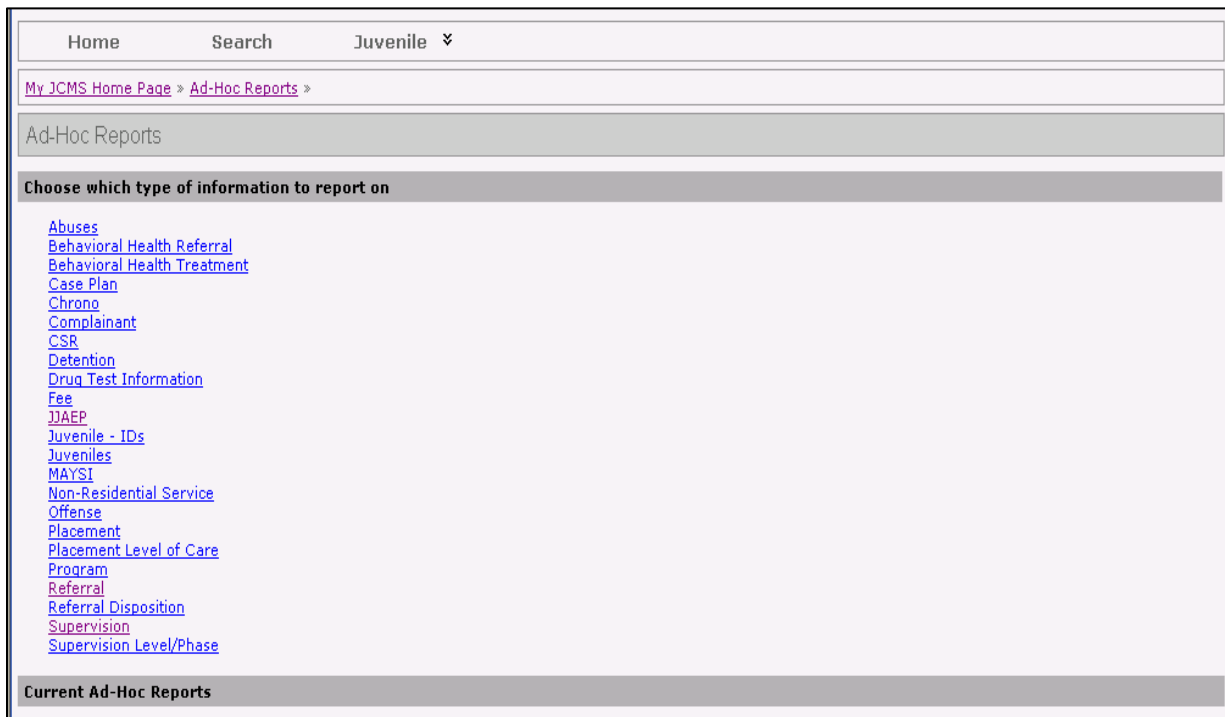 Home Search Juvenile
My JCMS Home Page » Ad-Hoc Reports »
Ad-Hoc Reports
Choose which type of information to report on
Abuses
Behavioral Health Referral
Behavioral Health Treatment
Case Plan
Chrono
Complainant
CSR
Detention
Drug Test Information
Fee
JJAEP
Juvenile - IDs
Juveniles
MAYSI
Non-Residential Service
Offense
Placement
Placement Level of Care
Program
Referral
Referral Disposition
Supervision
Supervision Level/Phase
Current Ad-Hoc Reports